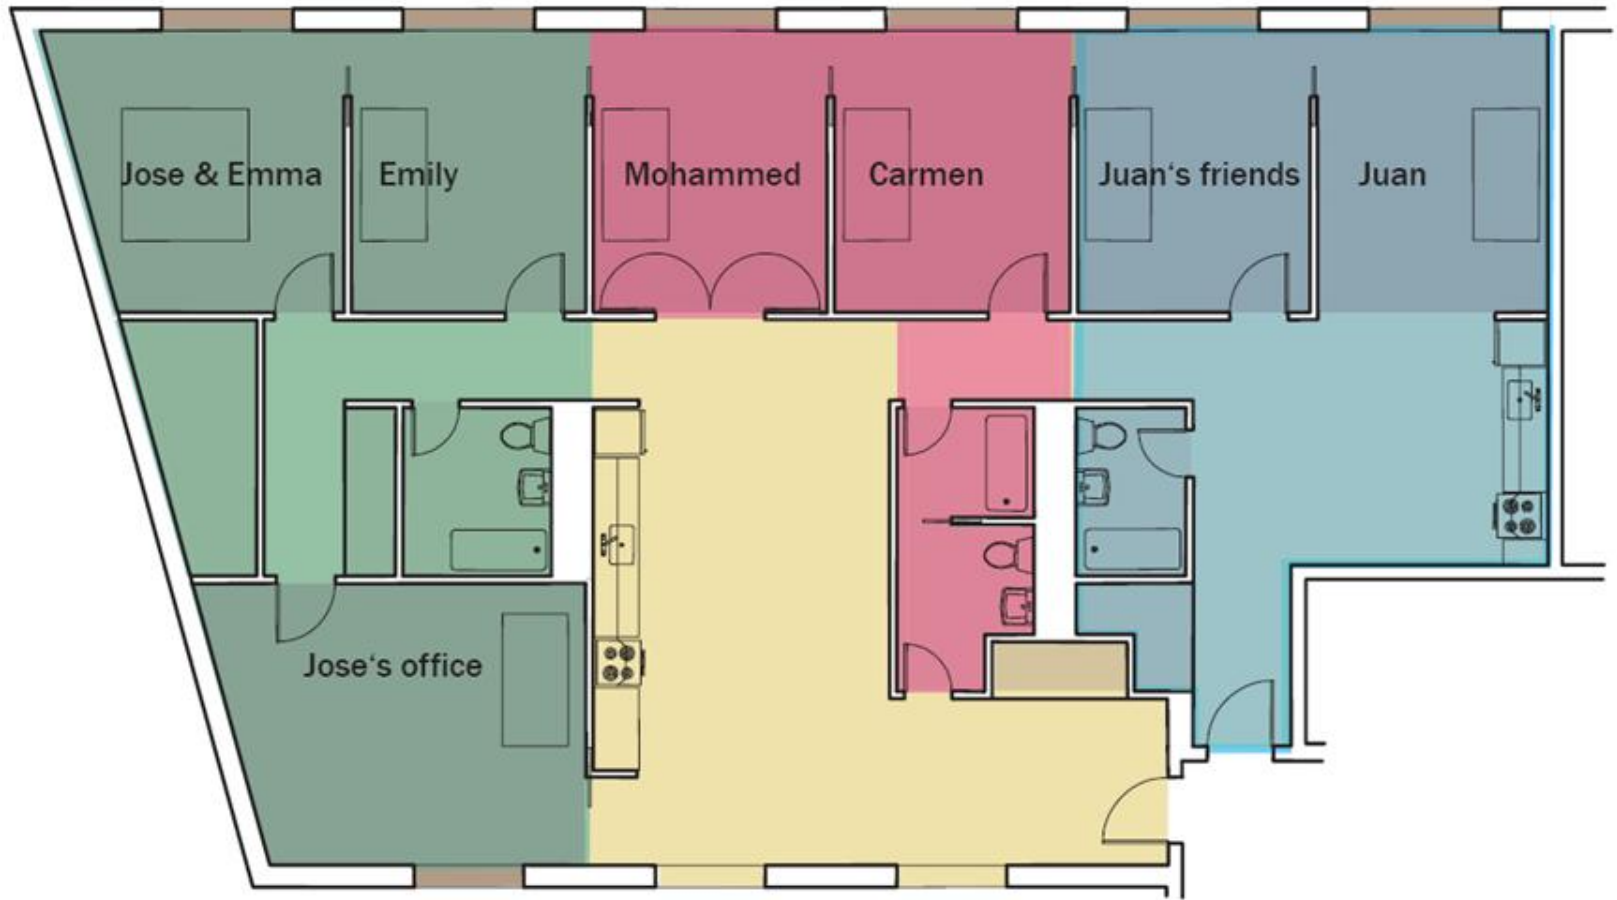 Jose & Emma
Emily
Mohammed
Carmen
Juan‘s friends
Juan
Jose‘s office